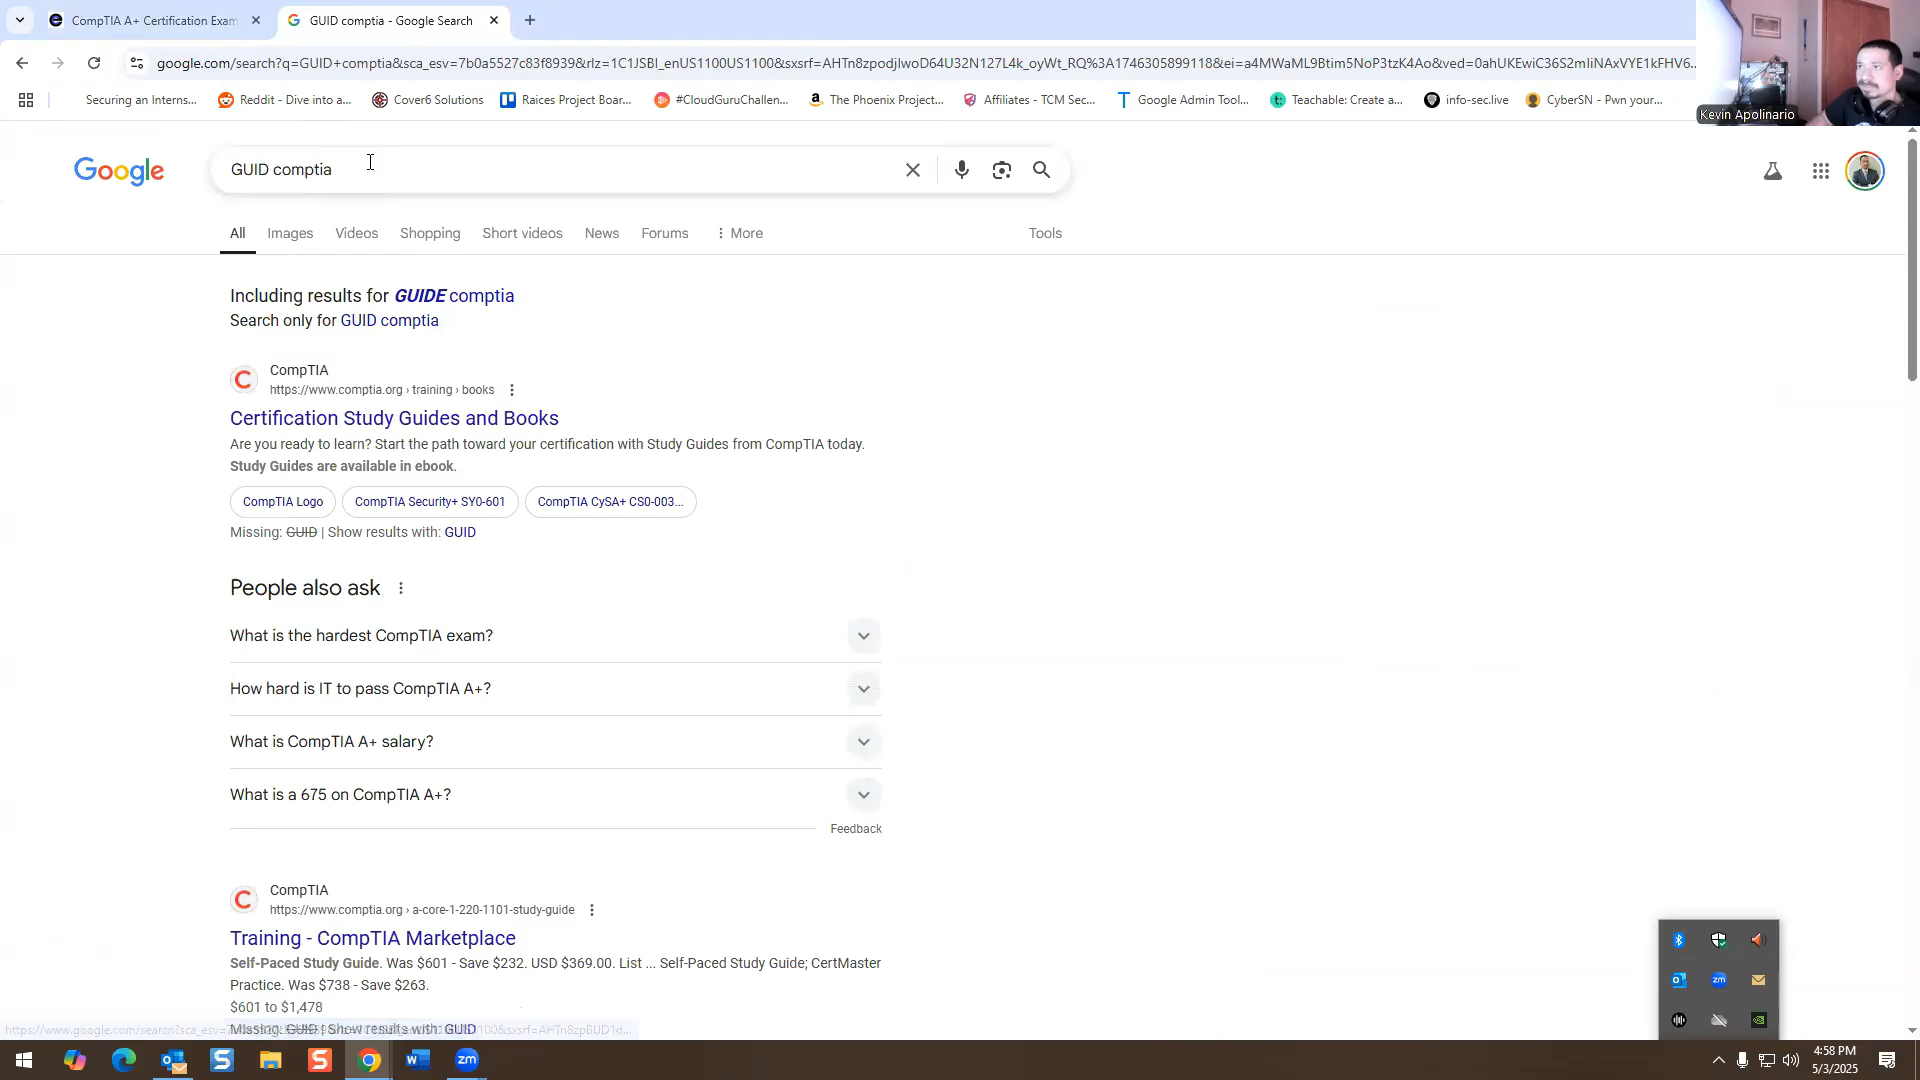 CompTIA A+ Certification Exam
GUID comptia - Google Search
google.com/search?q=GUID+comptia&sca_esv=7b0a5527c83f8939&rlz=1C1JSBI_enUS1100US1100&sxsrf=AHTn8zpodjIwoD64U32N127L4k_oyWt_RQ%3A1746305899118&ei=a4MWaML9Btim5NoP3tzK4Ao&ved=0ahUKEwiC36S2mIiNAxVYE1kFHV6...
Securing an Interns...
Reddit - Dive into a...
Cover6 Solutions
Raices Project Boar...
#CloudGuruChallen...
The Phoenix Project...
Affiliates - TCM Sec...
Google Admin Tool...
Teachable: Create a...
info-sec.live
CyberSN - Pwn your...
Kevin Apolinario
Google
GUID comptia
All
Images
Videos
Shopping
Short videos
News
Forums
More
Tools
Including results for GUIDE comptia
Search only for GUID comptia
CompTIA
https://www.comptia.org › training › books
Certification Study Guides and Books
Are you ready to learn? Start the path toward your certification with Study Guides from CompTIA today.
Study Guides are available in ebook.
CompTIA Logo
CompTIA Security+ SY0-601
CompTIA CySA+ CS0-003...
Missing: GUID | Show results with: GUID
People also ask
What is the hardest CompTIA exam?
How hard is IT to pass CompTIA A+?
What is CompTIA A+ salary?
What is a 675 on CompTIA A+?
Feedback
CompTIA
https://www.comptia.org › a-core-1-220-1101-study-guide
Training - CompTIA Marketplace
Self-Paced Study Guide. Was $601 - Save $232. USD $369.00. List ... Self-Paced Study Guide; CertMaster
Practice. Was $738 - Save $263.
$601 to $1,478
GUID
4:58 PM
5/3/2025